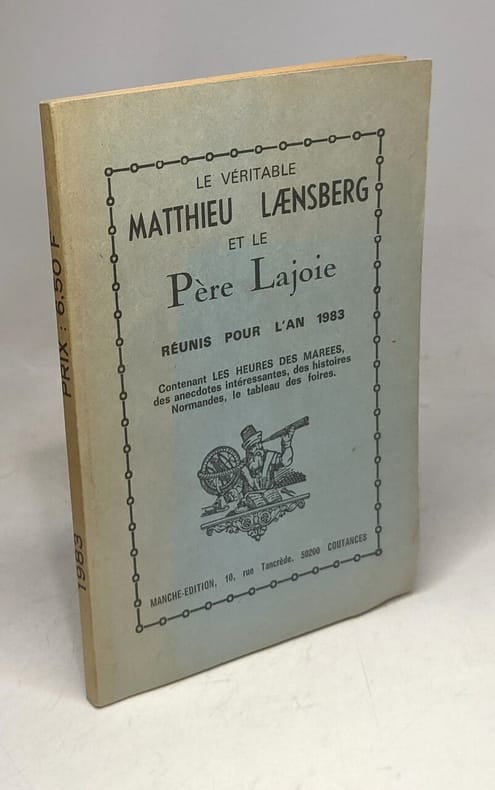 LE VÉRITABLE
MATTHIEU LÆNSBERG
ET LE
Père Lajoie
RÉUNIS POUR L'AN 1983
Contenant LES HEURES DES MAREES,
des anecdotes intéressantes, des histoires
Normandes, le tableau des foires.
MANCHE-EDITION, 10, rue Tancrède, 50200 COUTANCES
1983
PRIX : 6.50 F